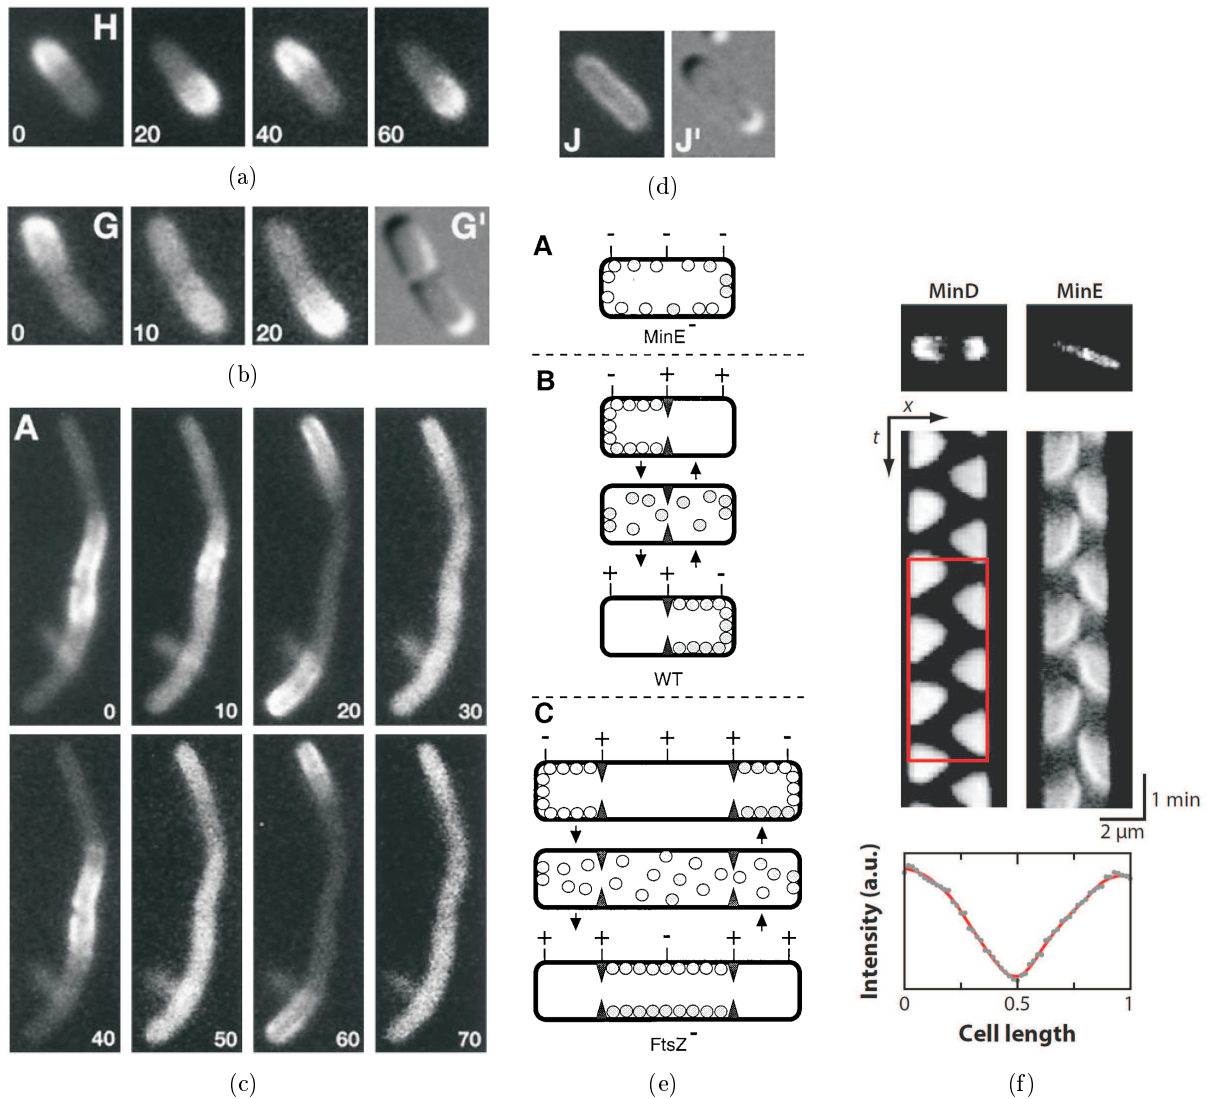 H
0
20
40
60
(a)
G
G'
0
10
20
(b)
A
0
10
20
30
40
50
60
70
(c)
J
J'
(d)
A
- - -
MinE-
B
- + +
+ + -
WT
C
- + + + -
+ + - + +
FtsZ-
(e)
MinD
MinE
x
t
1 min
2 μm
Intensity (a.u.)
0
0.5
1
Cell length
(f)